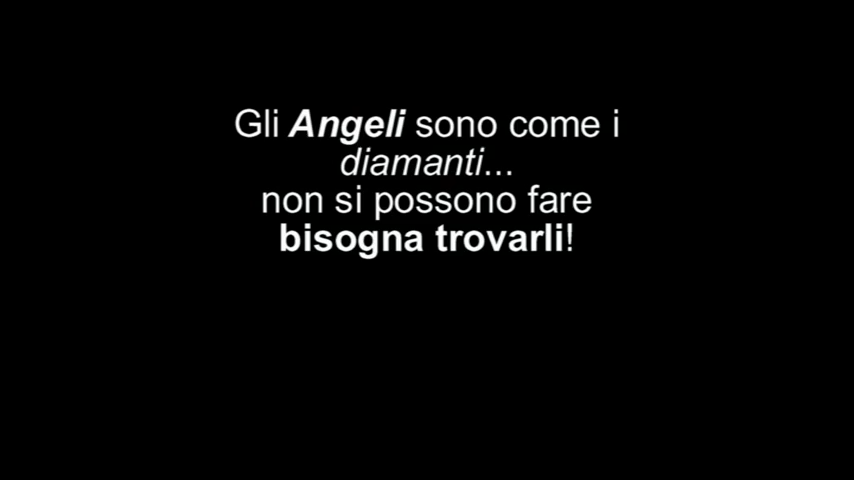 Gli Angeli sono come i
diamanti...
non si possono fare
bisogna trovarli!